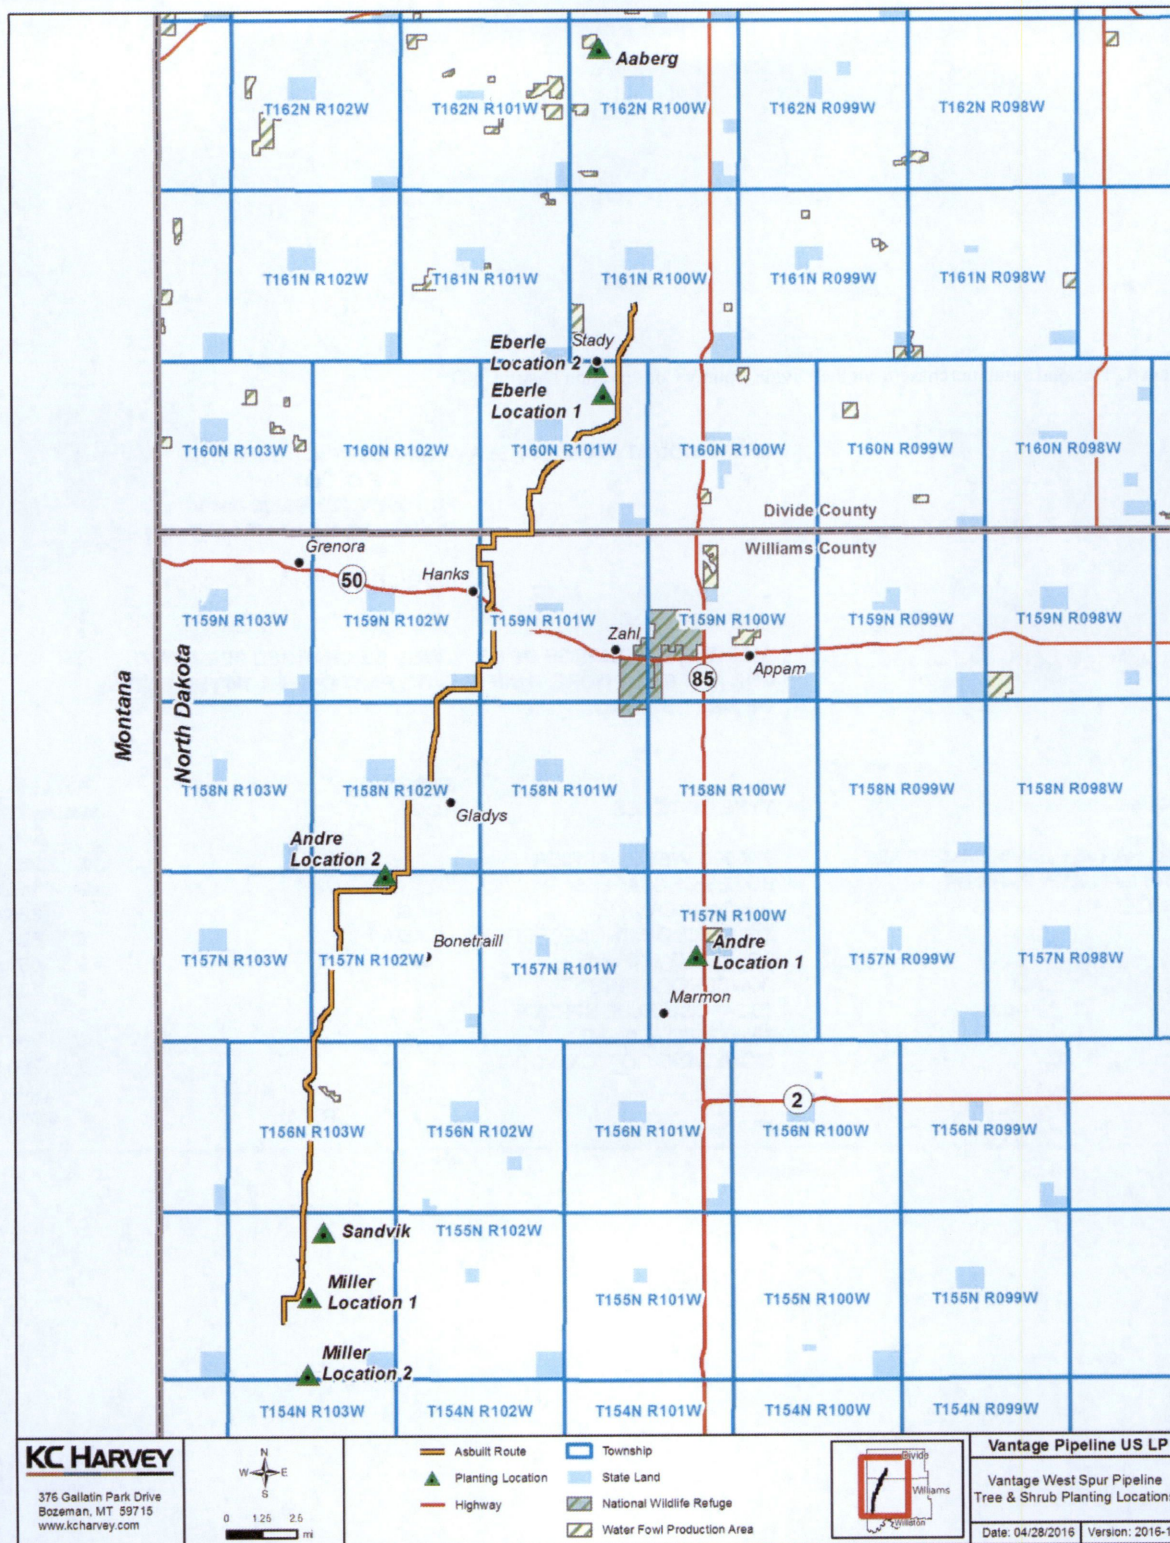 Aaberg
T162N R102W
T162N R101W
T162N R100W
T162N R099W
T162N R098W
T161N R102W
T161N R101W
T161N R100W
T161N R099W
T161N R098W
Eberle
Location 2
Stady
Eberle
Location 1
T160N R103W
T160N R102W
T160N R101W
T160N R100W
T160N R099W
T160N R098W
Divide County
Williams County
Grenora
50
Hanks
T159N R103W
T159N R102W
T159N R101W
Zahl
T159N R100W
T159N R099W
T159N R098W
Appam
85
Montana
North Dakota
T158N R103W
T158N R102W
T158N R101W
T158N R100W
T158N R099W
T158N R098W
Gladys
Andre
Location 2
T157N R100W
Bonetraill
Andre
Location 1
T157N R103W
T157N R102W
T157N R101W
T157N R099W
T157N R098W
Marmon
2
T156N R103W
T156N R102W
T156N R101W
T156N R100W
T156N R099W
Sandvik
T155N R102W
Miller
Location 1
T155N R101W
T155N R100W
T155N R099W
Miller
Location 2
T154N R103W
T154N R102W
T154N R101W
T154N R100W
T154N R099W
KC HARVEY
376 Gallatin Park Drive
Bozeman, MT 59715
www.kcharvey.com
N
W E
S
0 1.25 2.5
mi
Asbuilt Route
Planting Location
Highway
Township
State Land
National Wildlife Refuge
Water Fowl Production Area
Divide
Williams
Williston
Vantage Pipeline US LP
Vantage West Spur Pipeline
Tree & Shrub Planting Locations
Date: 04/28/2016
Version: 2016-1